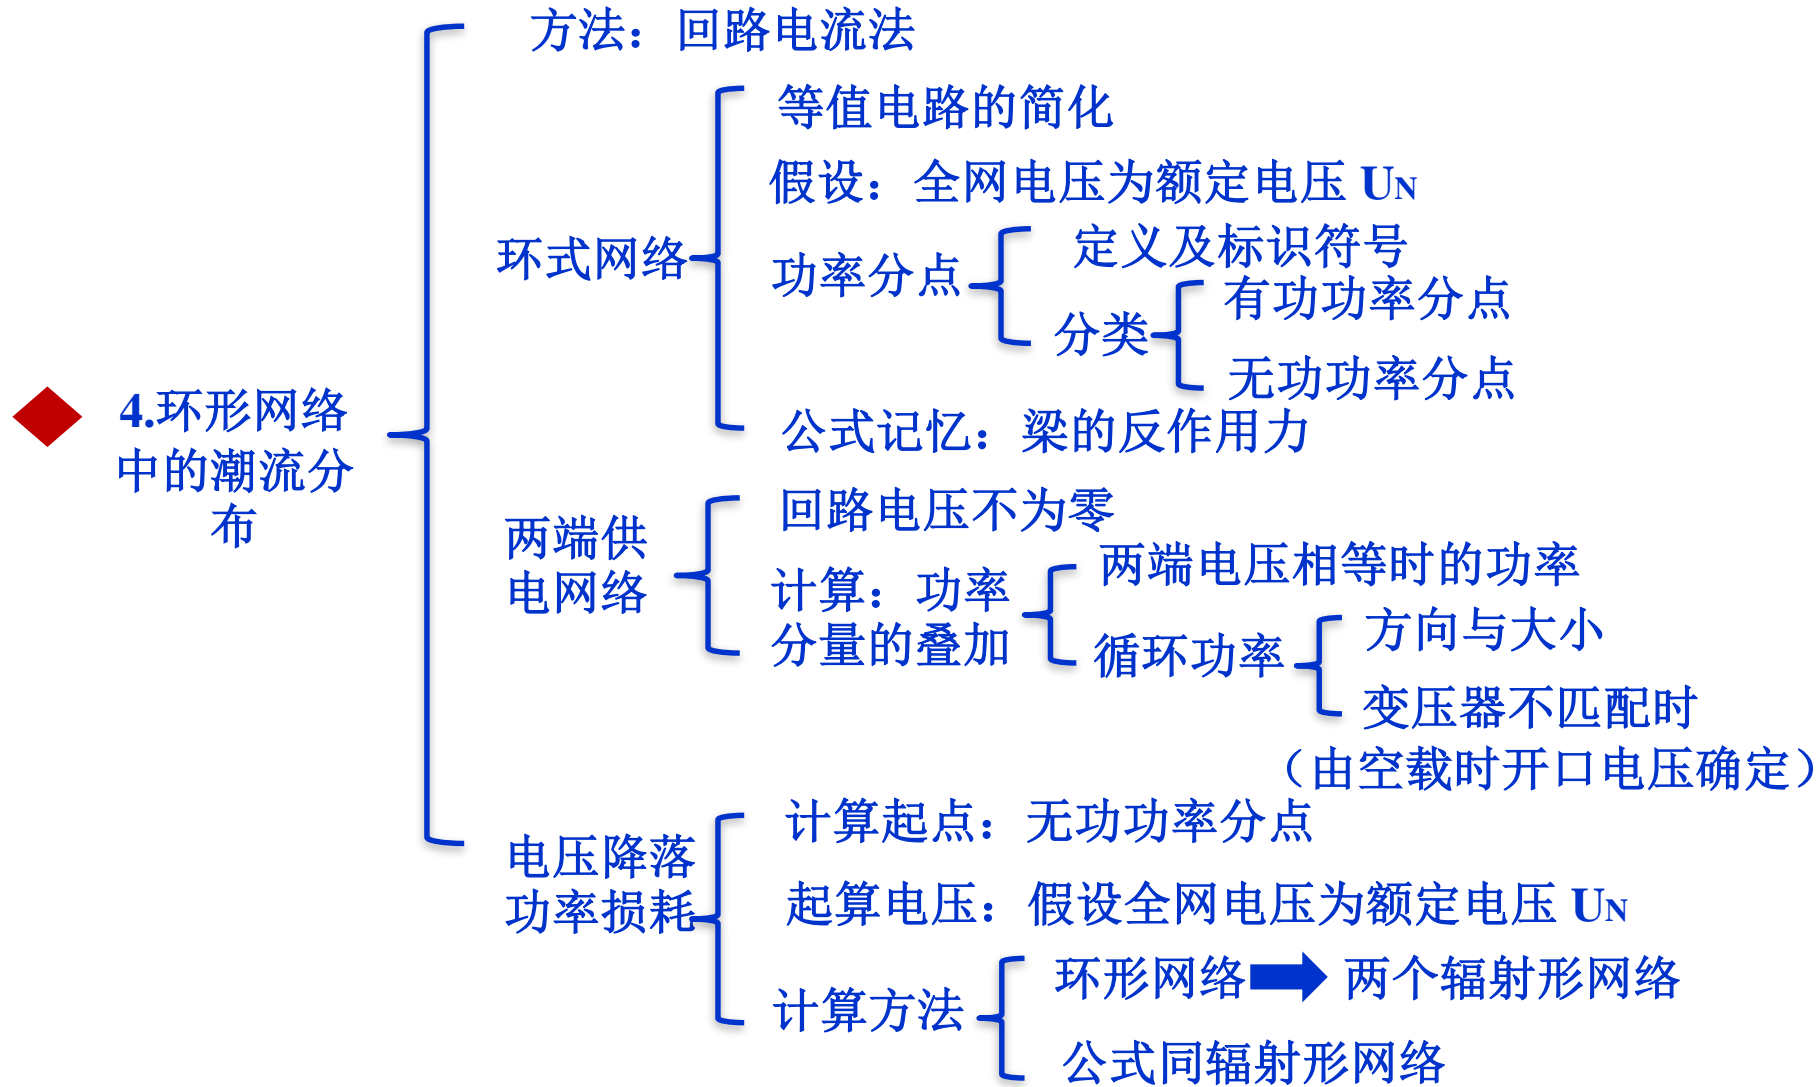 方法：回路电流法
等值电路的简化
假设：全网电压为额定电压 UN
环式网络
功率分点
定义及标识符号
分类
有功功率分点
无功功率分点
公式记忆：梁的反作用力
4.环形网络
中的潮流分
布
两端供
电网络
回路电压不为零
计算：功率
分量的叠加
两端电压相等时的功率
循环功率
方向与大小
变压器不匹配时
（由空载时开口电压确定）
电压降落
功率损耗
计算起点：无功功率分点
起算电压：假设全网电压为额定电压 UN
计算方法
环形网络
两个辐射形网络
公式同辐射形网络